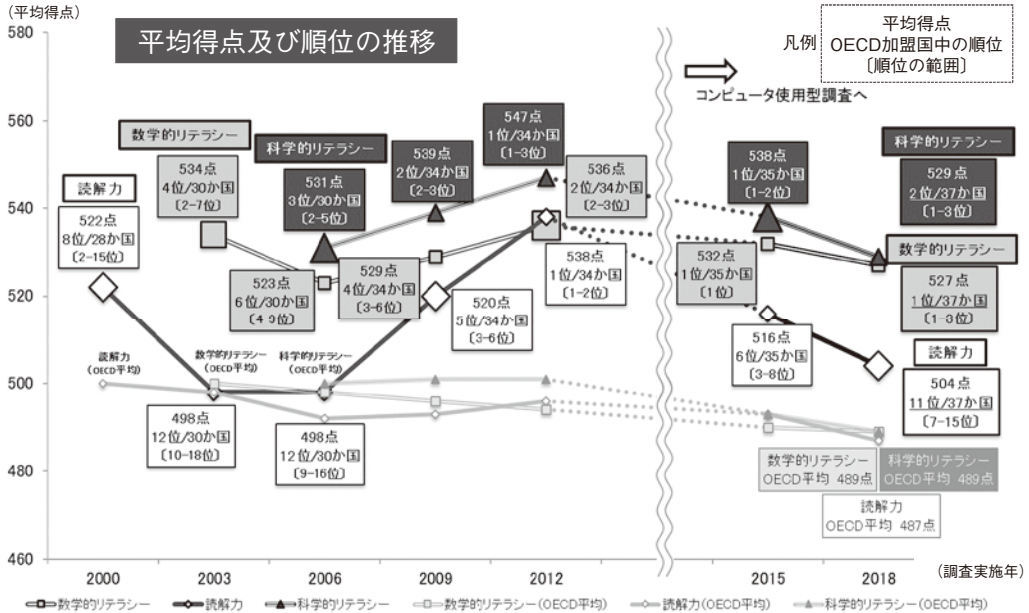 (平均得点)
580
560
540
520
500
480
460
平均得点及び順位の推移
凡例
平均得点
OECD加盟国中の順位
〔順位の範囲〕
コンピュータ使用型調査へ
読解力
522点
8位/28か国
〔2-15位〕
数学的リテラシー
534点
4位/30か国
〔2-7位〕
科学的リテラシー
531点
3位/30か国
〔2-5位〕
539点
2位/34か国
〔2-3位〕
547点
1位/34か国
〔1-3位〕
536点
2位/34か国
〔2-3位〕
523点
6位/30か国
〔4-9位〕
529点
4位/34か国
〔3-6位〕
520点
5位/34か国
〔3-6位〕
538点
1位/34か国
〔1-2位〕
498点
12位/30か国
〔10-18位〕
498点
12位/30か国
〔9-16位〕
読解力
(OECD平均)
数学的リテラシー
(OECD平均)
科学的リテラシー
(OECD平均)
538点
1位/35か国
〔1-2位〕
532点
1位/35か国
〔1位〕
516点
6位/35か国
〔3-8位〕
科学的リテラシー
529点
2位/37か国
〔1-3位〕
数学的リテラシー
527点
1位/37か国
〔1-3位〕
読解力
504点
11位/37か国
〔7-15位〕
数学的リテラシー
OECD平均 489点
科学的リテラシー
OECD平均 489点
読解力
OECD平均 487点
2000
2003
2006
2009
2012
2015
2018
(調査実施年)
数学的リテラシー
読解力
科学的リテラシー
数学的リテラシー(OECD平均)
読解力(OECD平均)
科学的リテラシー(OECD平均)